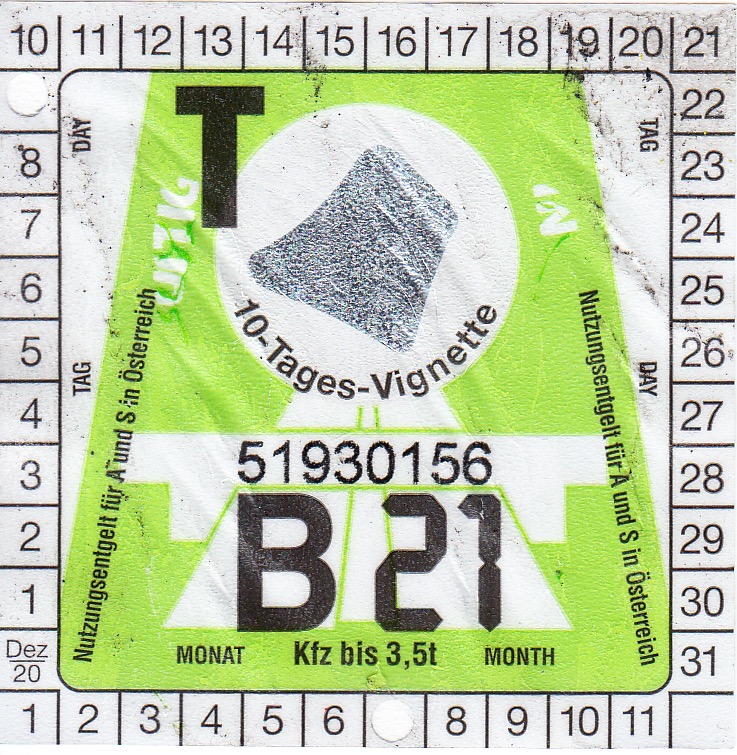 10 11 12 13 14 15 16 17 18 19 20 21
22
8 23
7 24
6 25
5 26
4 27
3 28
2 29
1 30
Dez
20
31
1 2 3 4 5 6 8 9 10 11
DAY
TAG
T
TAG
DAY
10-Tages-Vignette
Nutzungsentgelt für A und S in Österreich
Nutzungsentgelt für A und S in Österreich
51930156
B 21
MONAT Kfz bis 3,5t MONTH